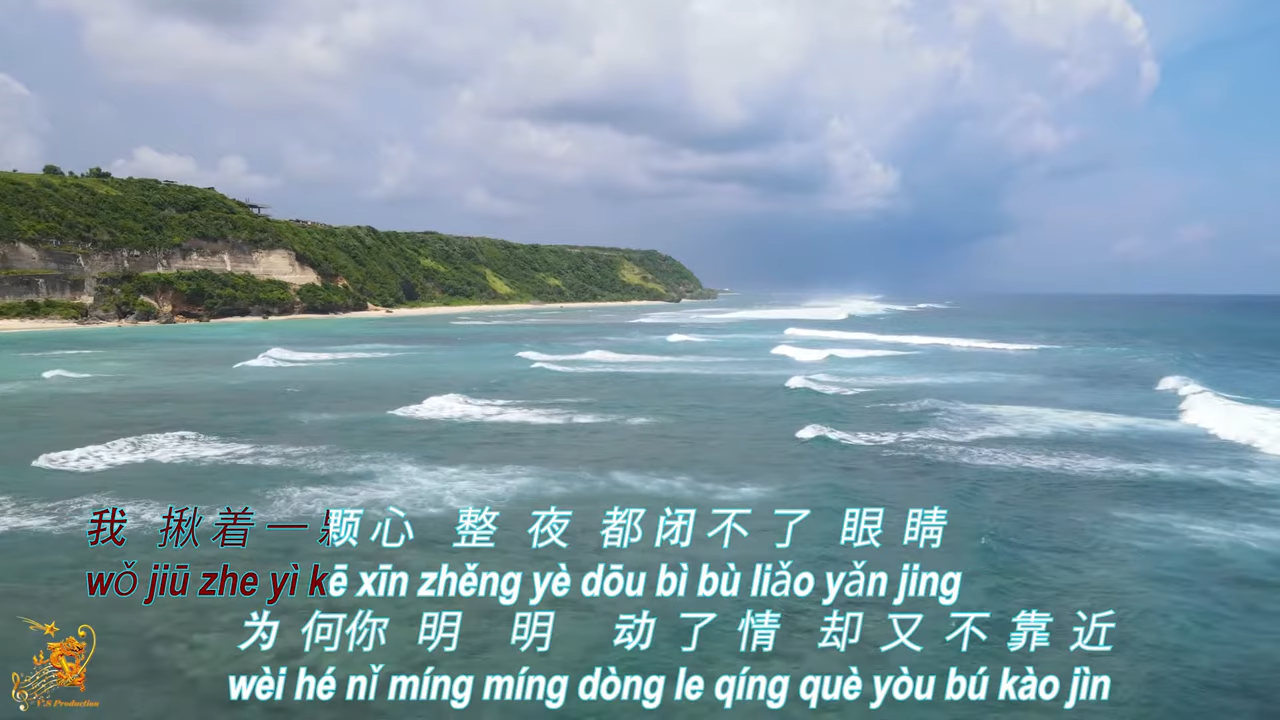 我 揪着一颗心 整 夜 都闭不了 眼 睛
wǒ jiū zhe yì kē xīn zhěng yè dōu bì bù liǎo yǎn jing
为 何你 明 明 动了情 却又不靠近
wèi hé nǐ míng míng dòng le qíng què yòu bú kào jìn
V.S Production